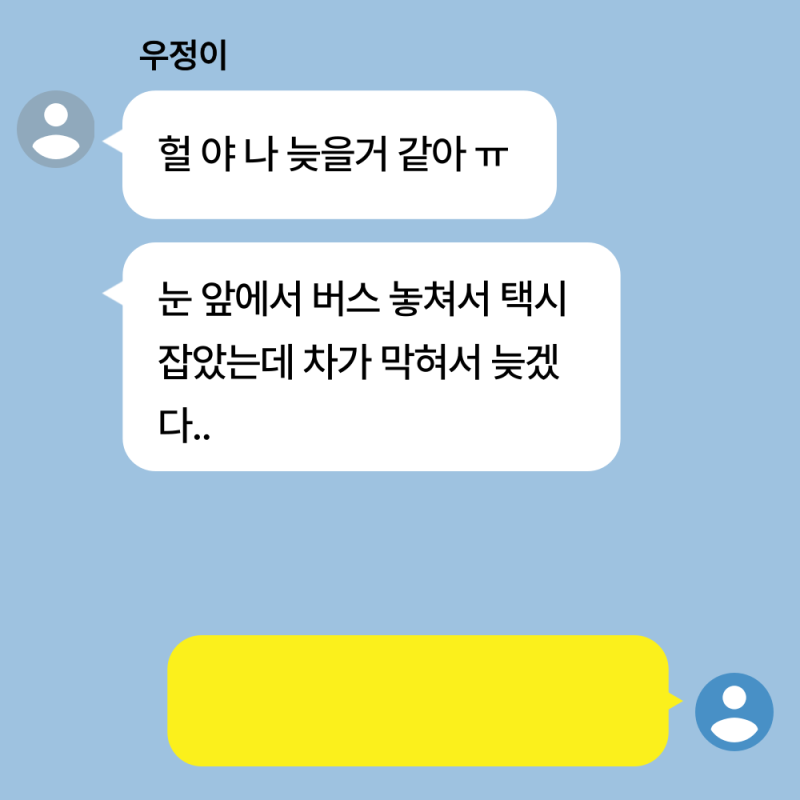 우정이
헐 야 나 늦을거 같아 ㅠ
눈 앞에서 버스 놓쳐서 택시
잡았는데 차가 막혀서 늦겠
다..